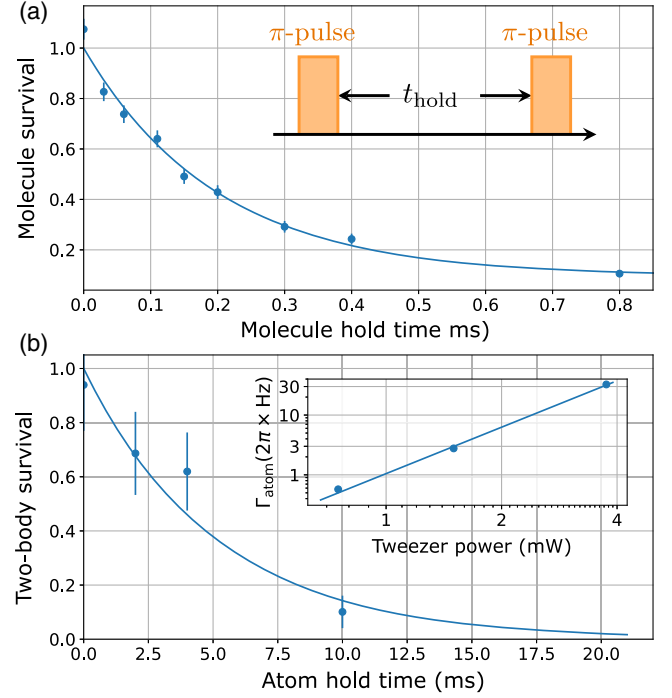 (a)
π-pulse π-pulse
t_hold
Molecule survival
1.0
0.8
0.6
0.4
0.2
0.0 0.1 0.2 0.3 0.4 0.5 0.6 0.7 0.8
Molecule hold time ms)
(b)
Two-body survival
1.0
0.8
0.6
0.4
0.2
0.0
Γ_atom(2π × Hz)
30
10
3
1
1 2 4
Tweezer power (mW)
0.0 2.5 5.0 7.5 10.0 12.5 15.0 17.5 20.0
Atom hold time (ms)